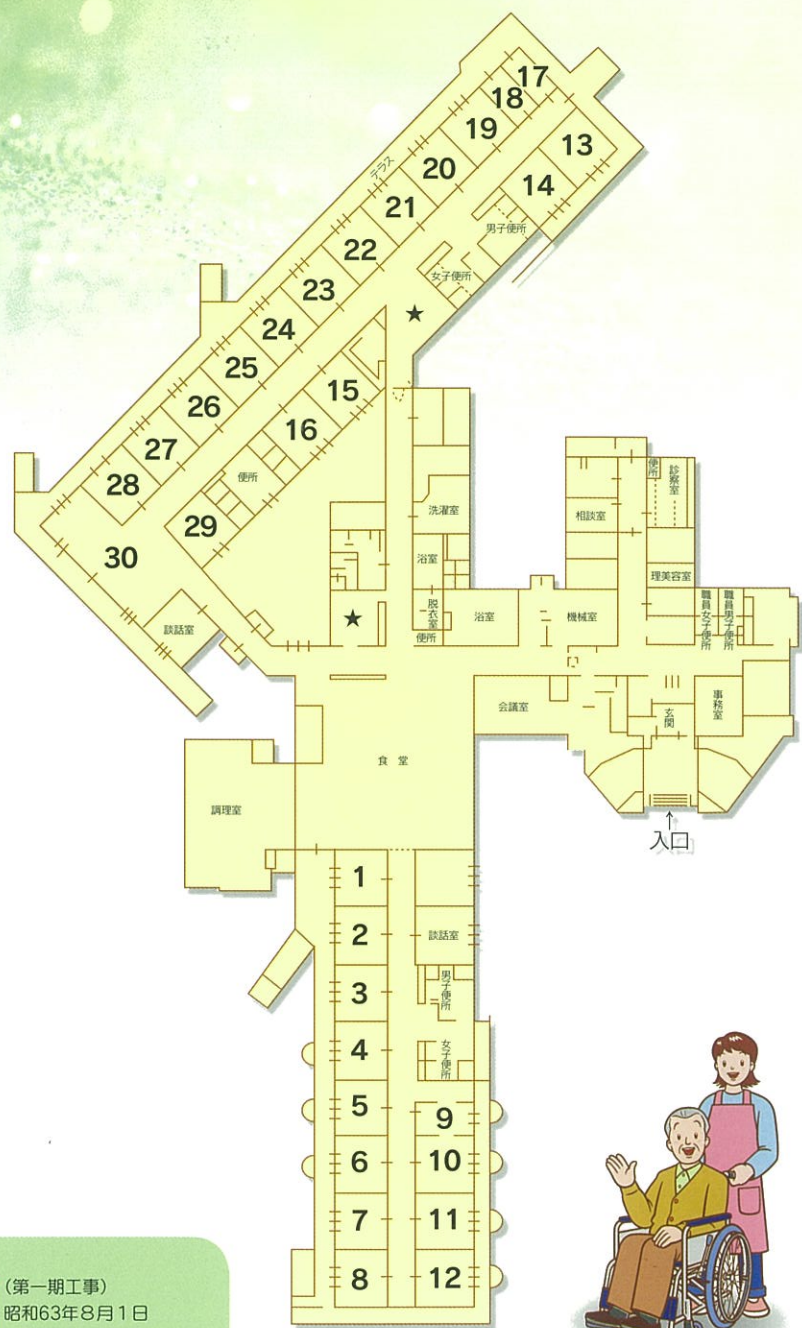 17
18
19
13
20
14
テラス
21
男子便所
22
女子便所
23
★
24
25
15
26
16
27
便所
28
29
30
談話室
洗濯室
浴室
脱衣室
便所
★
浴室
機械室
相談室
便所
診察室
理美容室
職員女子便所
職員男子便所
会議室
玄関
事務室
食堂
調理室
↑
入口
1
2
談話室
3
男子便所
4
女子便所
5
9
6
10
7
11
8
12
(第一期工事)
昭和63年8月1日